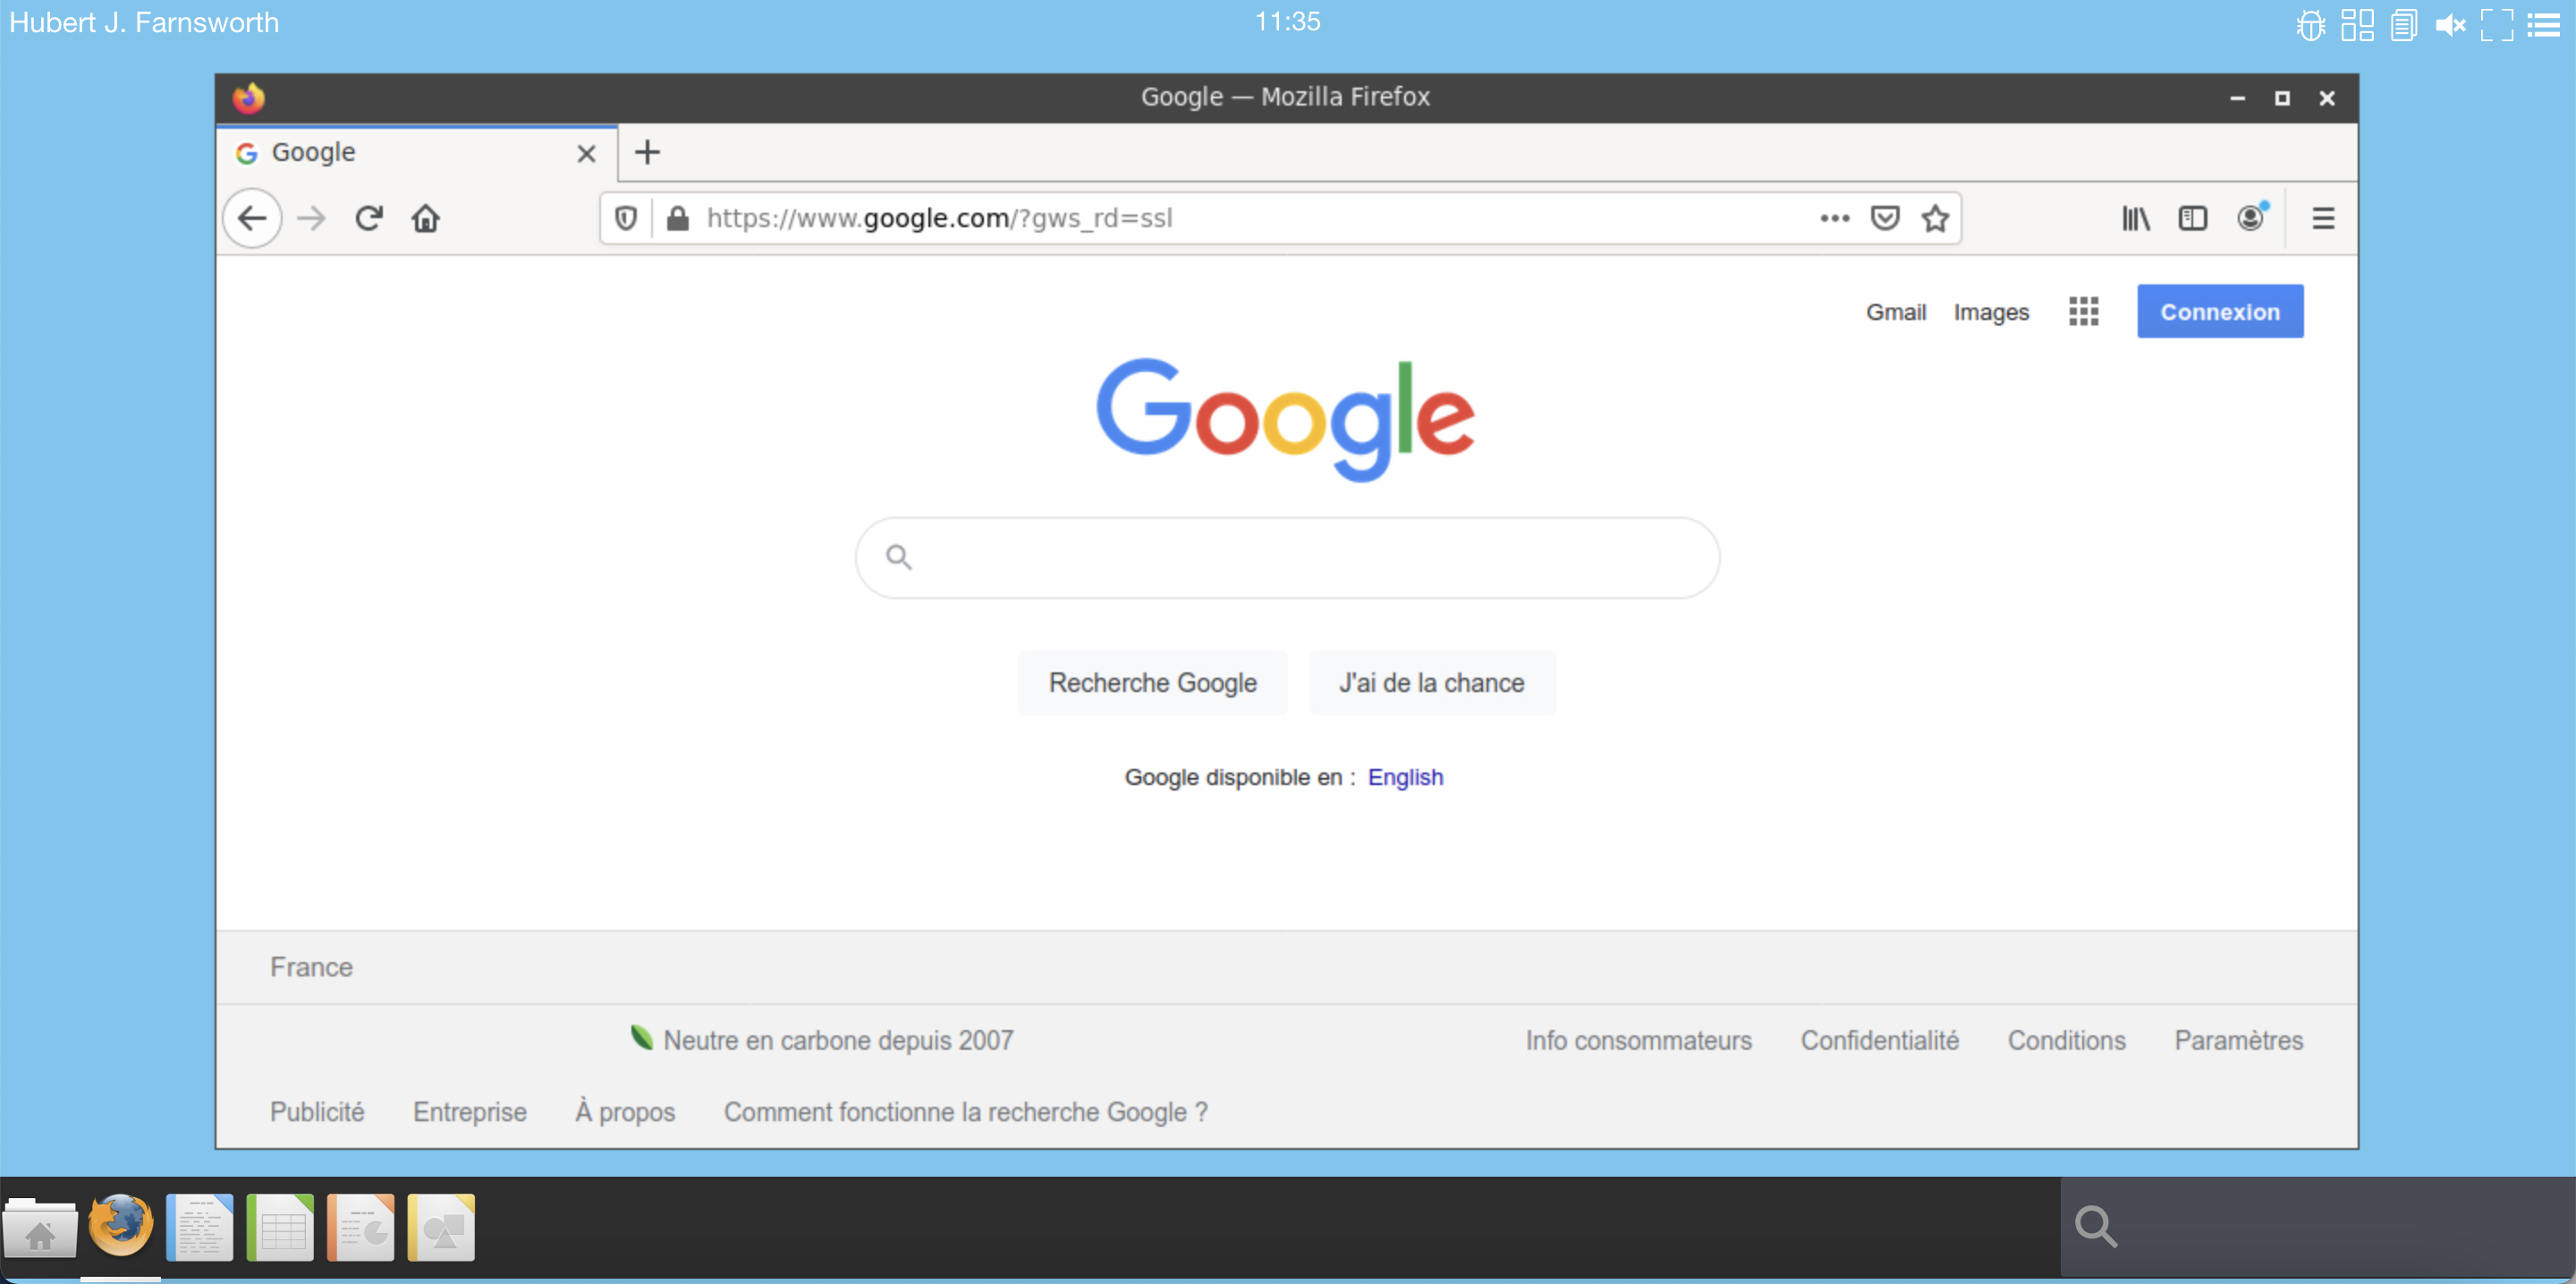 Hubert J. Farnsworth 11:35
Google — Mozilla Firefox
Google
https://www.google.com/?gws_rd=ssl
Gmail Images Connexion
Google
Recherche Google J'ai de la chance
Google disponible en : English
France
Neutre en carbone depuis 2007 Info consommateurs Confidentialité Conditions Paramètres
Publicité Entreprise À propos Comment fonctionne la recherche Google ?